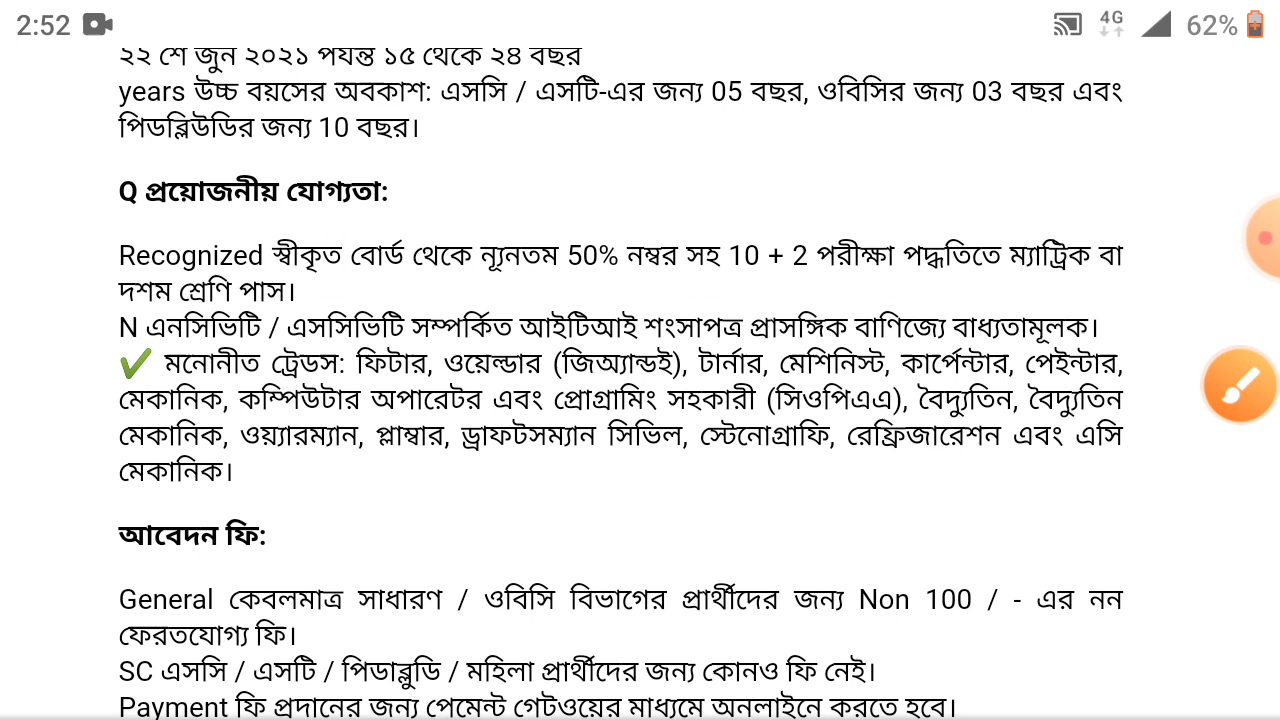 2:52 4G 62%
২২ শে জুন ২০২১ পর্যন্ত ১৫ থেকে ২৪ বছর
years উচ্চ বয়সের অবকাশ: এসসি / এসটি-এর জন্য 05 বছর, ওবিসির জন্য 03 বছর এবং
পিডব্লিউডির জন্য 10 বছর।
Q প্রয়োজনীয় যোগ্যতা:
Recognized স্বীকৃত বোর্ড থেকে ন্যূনতম 50% নম্বর সহ 10 + 2 পরীক্ষা পদ্ধতিতে ম্যাট্রিক বা
দশম শ্রেণি পাস।
N এনসিভিটি / এসসিভিটি সম্পর্কিত আইটিআই শংসাপত্র প্রাসঙ্গিক বাণিজ্যে বাধ্যতামূলক।
✔ মনোনীত ট্রেডস: ফিটার, ওয়েল্ডার (জিঅ্যান্ডই), টার্নার, মেশিনিস্ট, কার্পেন্টার, পেইন্টার,
মেকানিক, কম্পিউটার অপারেটর এবং প্রোগ্রামিং সহকারী (সিওপিএএ), বৈদ্যুতিন, বৈদ্যুতিন
মেকানিক, ওয়্যারম্যান, প্লাম্বার, ড্রাফটসম্যান সিভিল, স্টেনোগ্রাফি, রেফ্রিজারেশন এবং এসি
মেকানিক।
আবেদন ফি:
General কেবলমাত্র সাধারণ / ওবিসি বিভাগের প্রার্থীদের জন্য Non 100 / - এর নন
ফেরতযোগ্য ফি।
SC এসসি / এসটি / পিডাব্লুডি / মহিলা প্রার্থীদের জন্য কোনও ফি নেই।
Payment ফি প্রদানের জন্য পেমেন্ট গেটওয়ের মাধ্যমে অনলাইনে করতে হবে।